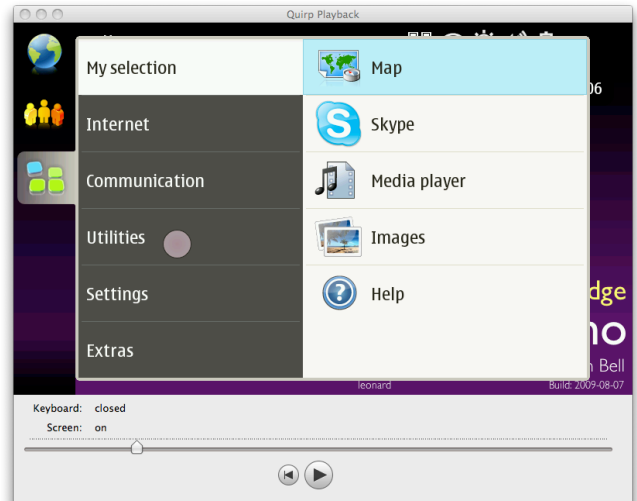 Quirp Playback
My selection
Map
06
Internet
Skype
Communication
Media player
Utilities
Images
Settings
Help
dge
no
Extras
n Bell
leonard
Build: 2009-08-07
Keyboard: closed
Screen: on